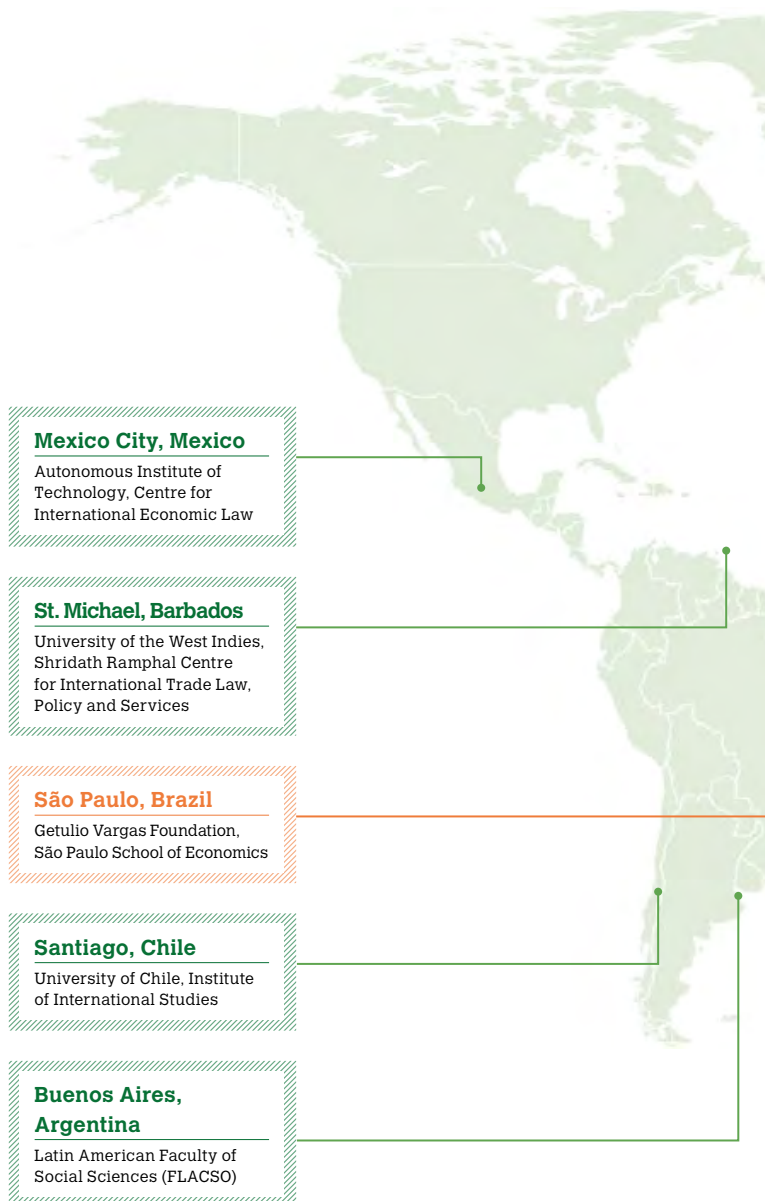 Mexico City, Mexico
Autonomous Institute of
Technology, Centre for
International Economic Law
St. Michael, Barbados
University of the West Indies,
Shridath Ramphal Centre
for International Trade Law,
Policy and Services
São Paulo, Brazil
Getulio Vargas Foundation,
São Paulo School of Economics
Santiago, Chile
University of Chile, Institute
of International Studies
Buenos Aires,
Argentina
Latin American Faculty of
Social Sciences (FLACSO)